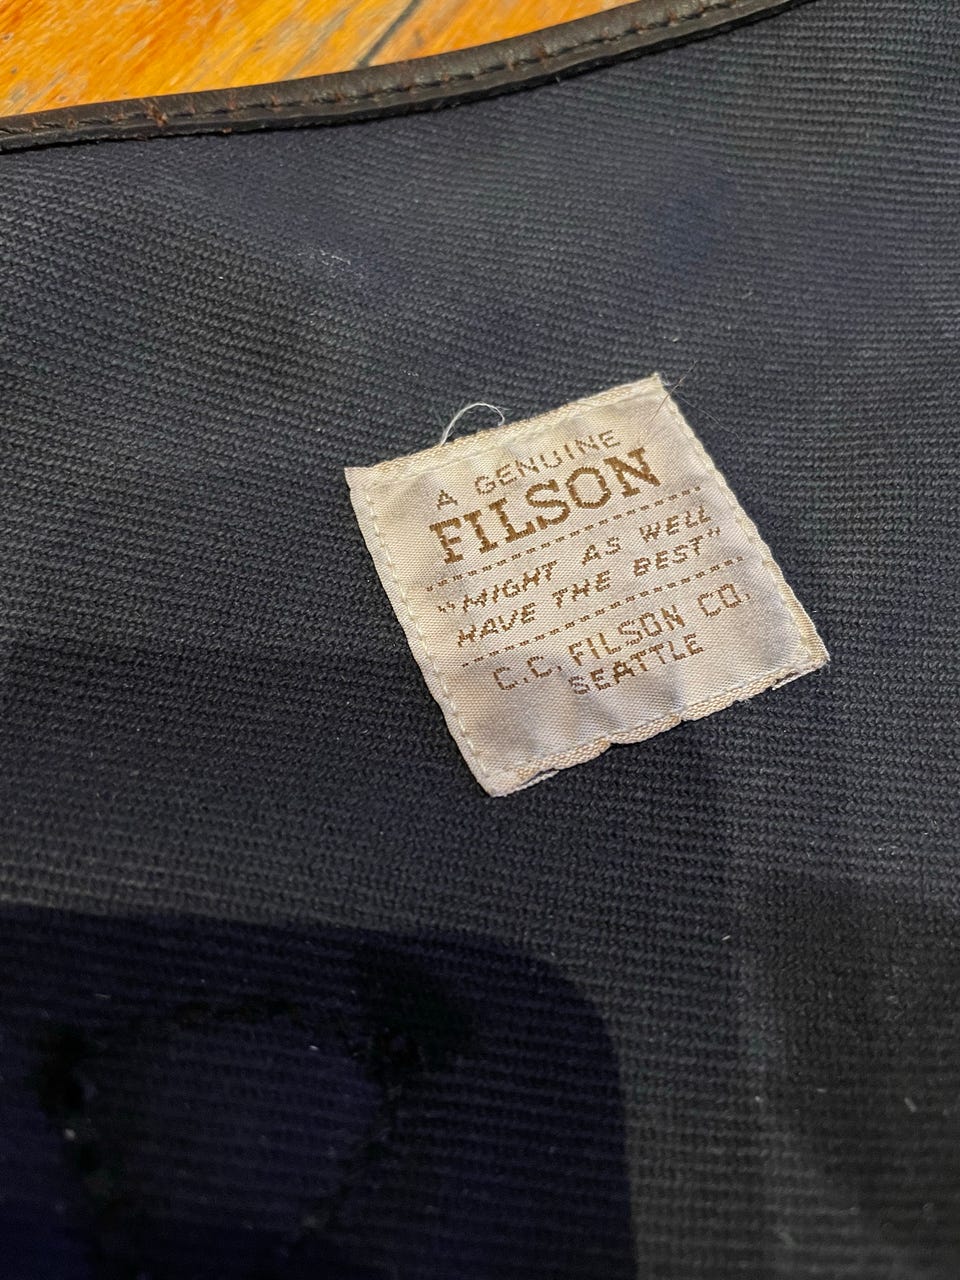 A GENUINE
FILSON
"MIGHT AS WELL
HAVE THE BEST"
C.C. FILSON CO.
SEATTLE